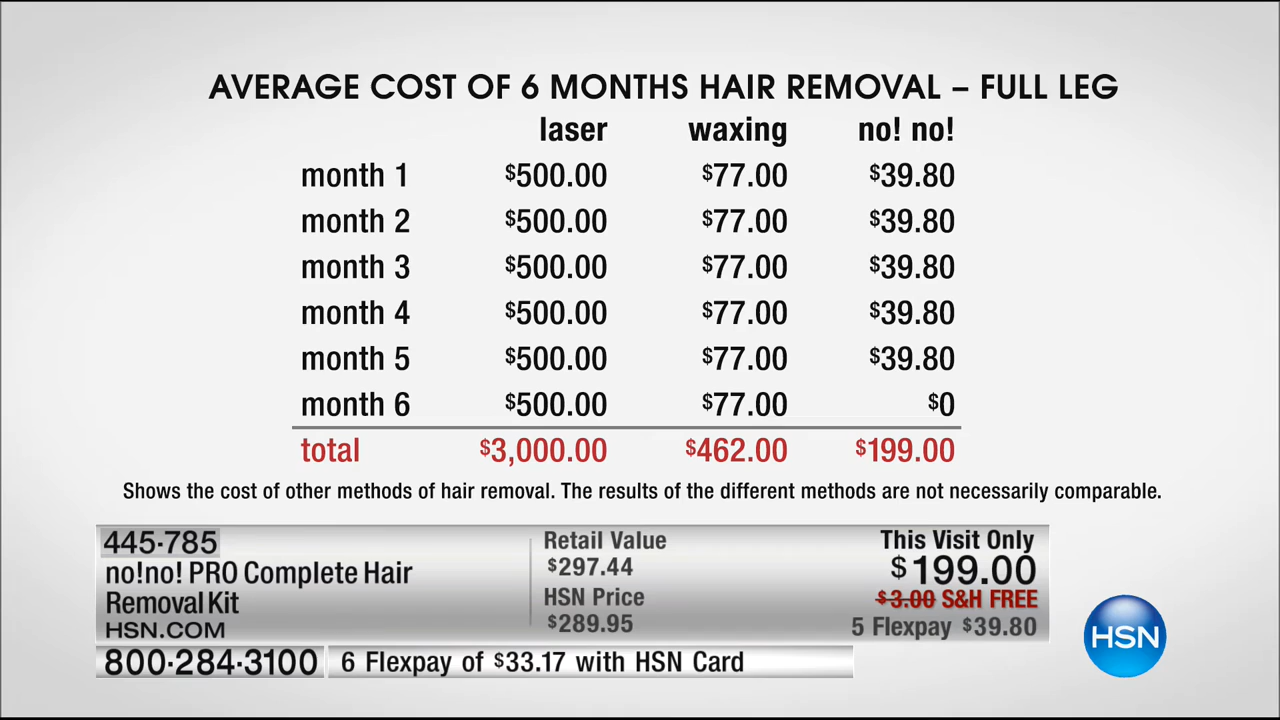 AVERAGE COST OF 6 MONTHS HAIR REMOVAL – FULL LEG
laser waxing no! no!
month 1 $500.00 $77.00 $39.80
month 2 $500.00 $77.00 $39.80
month 3 $500.00 $77.00 $39.80
month 4 $500.00 $77.00 $39.80
month 5 $500.00 $77.00 $39.80
month 6 $500.00 $77.00 $0
total $3,000.00 $462.00 $199.00
Shows the cost of other methods of hair removal. The results of the different methods are not necessarily comparable.
445·785
no!no! PRO Complete Hair
Removal Kit
HSN.COM
Retail Value
$297.44
HSN Price
$289.95
This Visit Only
$199.00
$3.00 S&H FREE
5 Flexpay $39.80
HSN
800·284·3100 6 Flexpay of $33.17 with HSN Card